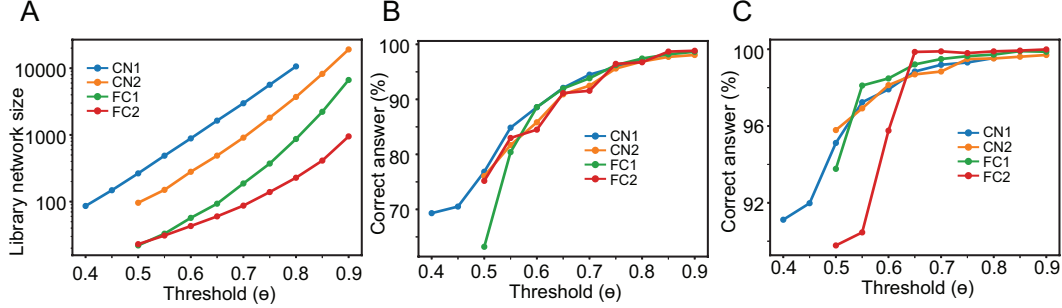 A
Library network size
10000
1000
100
CN1
CN2
FC1
FC2
0.4 0.5 0.6 0.7 0.8 0.9
Threshold (ɵ)
B
Correct answer (%)
100
90
80
70
CN1
CN2
FC1
FC2
0.4 0.5 0.6 0.7 0.8 0.9
Threshold (ɵ)
C
Correct answer (%)
100
96
92
CN1
CN2
FC1
FC2
0.4 0.5 0.6 0.7 0.8 0.9
Threshold (ɵ)